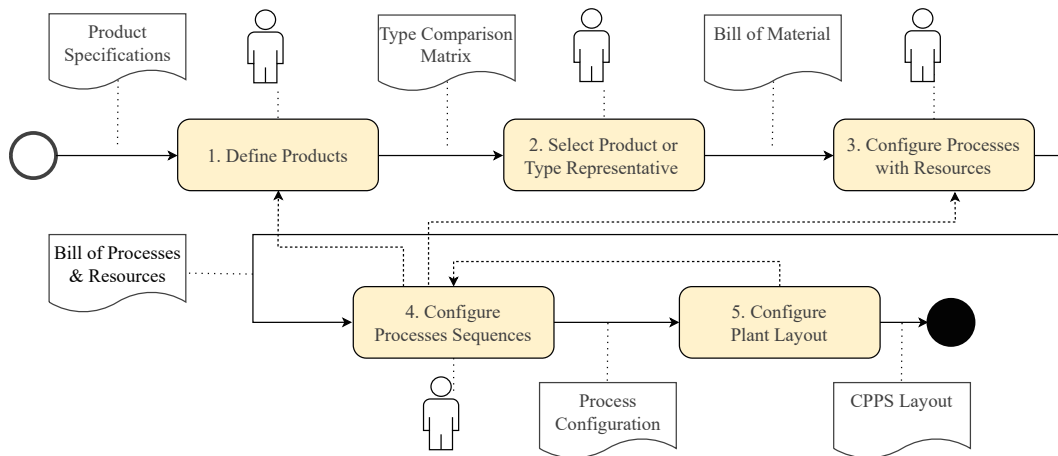 Product
Specifications
Type Comparison
Matrix
Bill of Material
1. Define Products
2. Select Product or
Type Representative
3. Configure Processes
with Resources
Bill of Processes
& Resources
4. Configure
Processes Sequences
5. Configure
Plant Layout
Process
Configuration
CPPS Layout